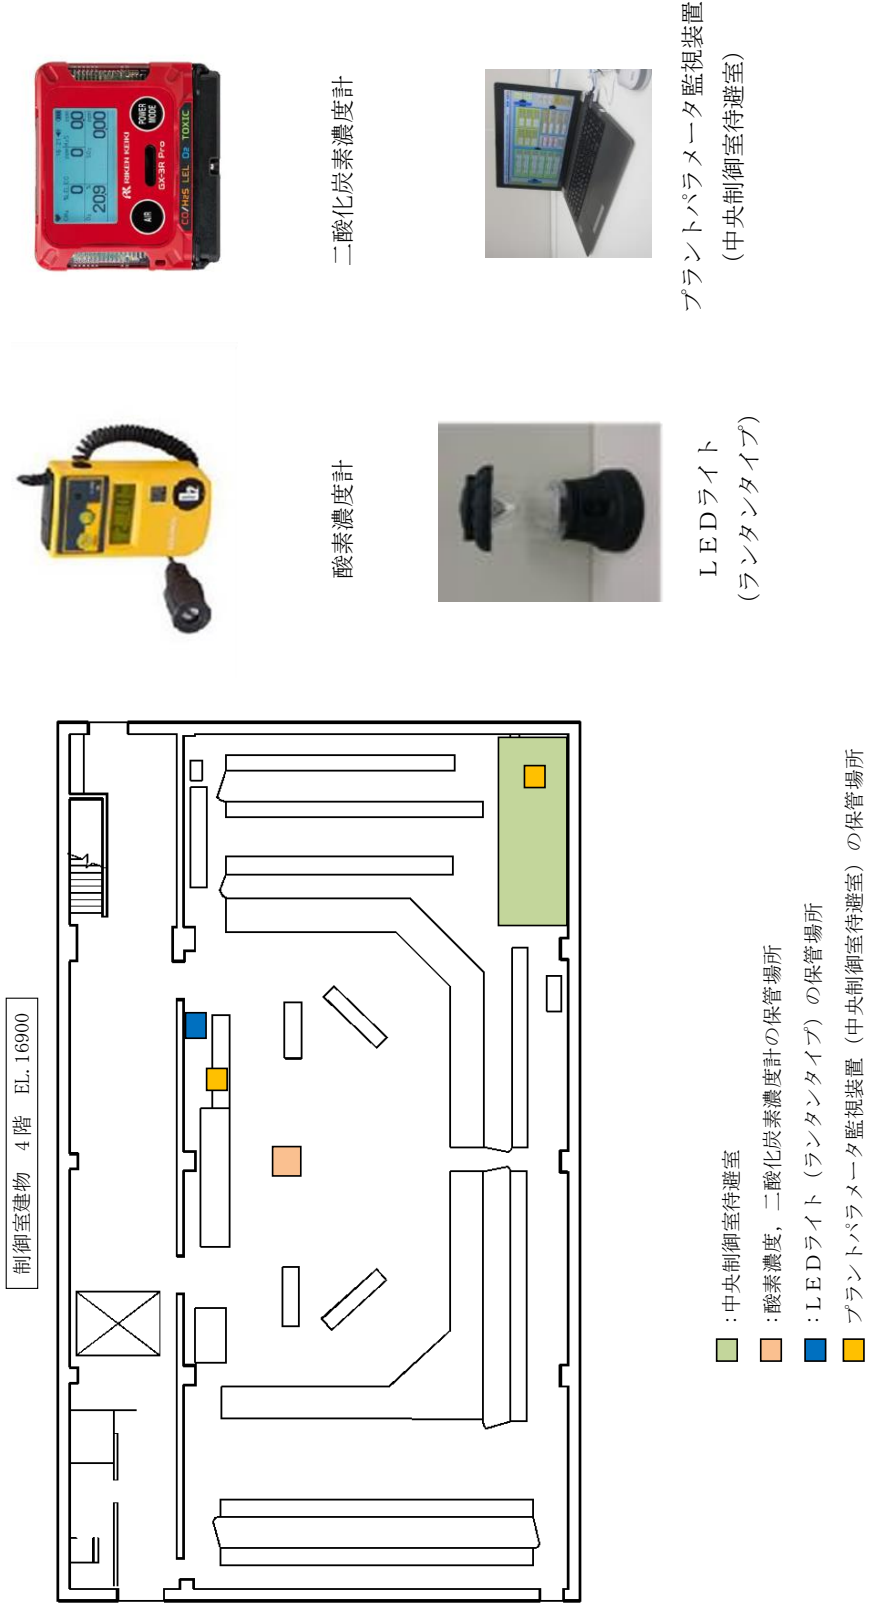 制御室建物　4階　EL.16900
酸素濃度計
二酸化炭素濃度計
RIKEN KEIKI
GX-3R Pro
AIR
POWER
MODE
CO/H2S LEL O2 TOXIC
LEDライト
(ランタンタイプ)
プラントパラメータ監視装置
(中央制御室待避室)
:中央制御室待避室
:酸素濃度，二酸化炭素濃度計の保管場所
:LEDライト（ランタンタイプ）の保管場所
プラントパラメータ監視装置（中央制御室待避室）の保管場所